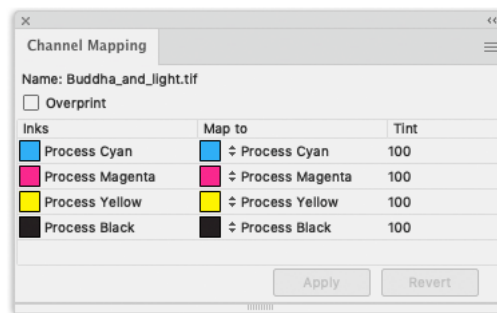 Channel Mapping
Name: Buddha_and_light.tif
Overprint
Inks Map to Tint
Process Cyan Process Cyan 100
Process Magenta Process Magenta 100
Process Yellow Process Yellow 100
Process Black Process Black 100
Apply Revert